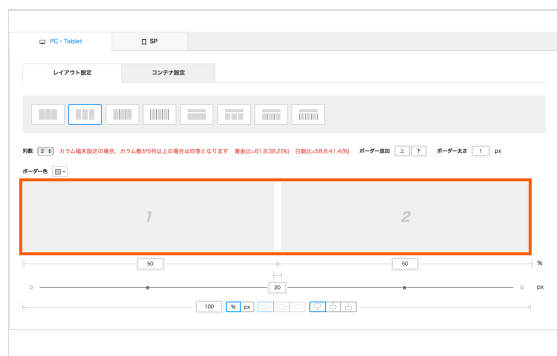 PC・Tablet
SP
レイアウト設定
コンテナ設定
列数 2 カラム幅未設定の場合、カラム数が5列以上の場合は均等となります 黄金比=61.8:38.2(%) 白銀比=58.6:41.4(%) ボーダー追加 上 下 ボーダー太さ 1 px
ボーダー色
1 2
50 50 %
0 20 0 px
100 % px